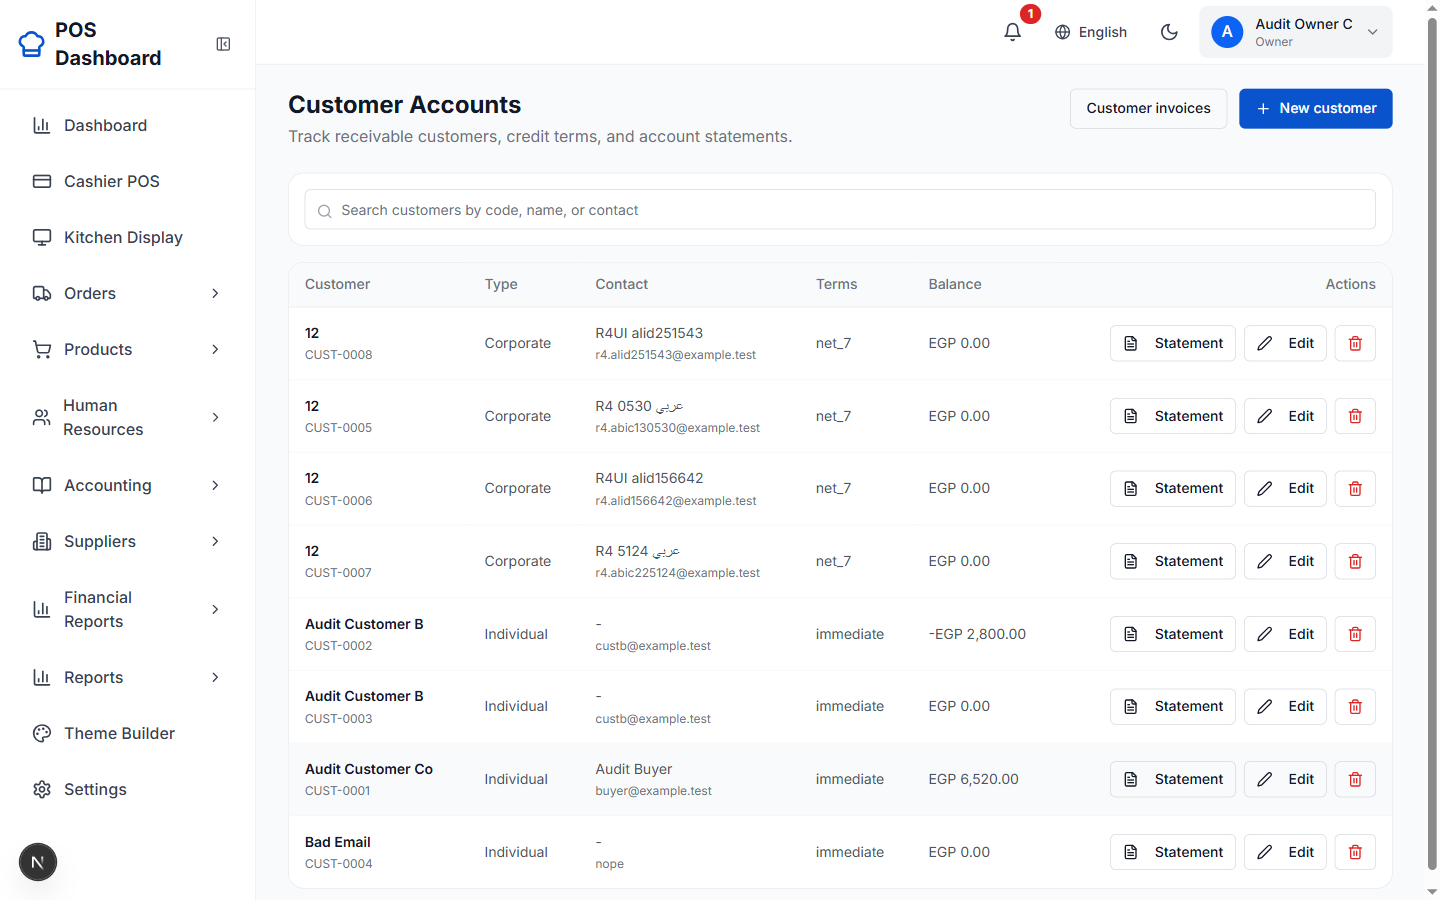 POS
Dashboard
1
English
A
Audit Owner C
Owner
Dashboard
Cashier POS
Kitchen Display
Orders
Products
Human
Resources
Accounting
Suppliers
Financial
Reports
Reports
Theme Builder
Settings
N
Customer Accounts
Track receivable customers, credit terms, and account statements.
Customer invoices
+ New customer
Search customers by code, name, or contact
Customer Type Contact Terms Balance Actions
12
CUST-0008
Corporate
R4UI alid251543
r4.alid251543@example.test
net_7
EGP 0.00
Statement
Edit
12
CUST-0005
Corporate
R4 0530 عربي
r4.abic130530@example.test
net_7
EGP 0.00
Statement
Edit
12
CUST-0006
Corporate
R4UI alid156642
r4.alid156642@example.test
net_7
EGP 0.00
Statement
Edit
12
CUST-0007
Corporate
R4 5124 عربي
r4.abic225124@example.test
net_7
EGP 0.00
Statement
Edit
Audit Customer B
CUST-0002
Individual
-
custb@example.test
immediate
-EGP 2,800.00
Statement
Edit
Audit Customer B
CUST-0003
Individual
-
custb@example.test
immediate
EGP 0.00
Statement
Edit
Audit Customer Co
CUST-0001
Individual
Audit Buyer
buyer@example.test
immediate
EGP 6,520.00
Statement
Edit
Bad Email
CUST-0004
Individual
-
nope
immediate
EGP 0.00
Statement
Edit